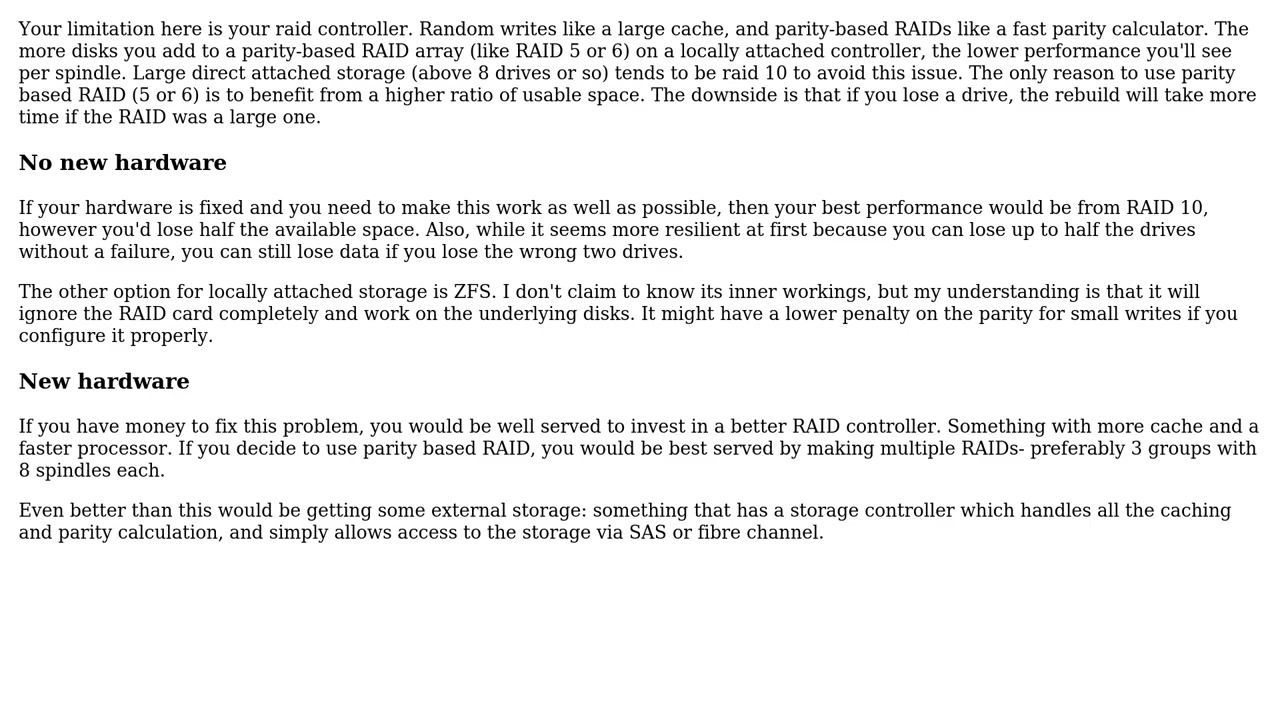 Your limitation here is your raid controller. Random writes like a large cache, and parity-based RAIDs like a fast parity calculator. The
more disks you add to a parity-based RAID array (like RAID 5 or 6) on a locally attached controller, the lower performance you'll see
per spindle. Large direct attached storage (above 8 drives or so) tends to be raid 10 to avoid this issue. The only reason to use parity
based RAID (5 or 6) is to benefit from a higher ratio of usable space. The downside is that if you lose a drive, the rebuild will take more
time if the RAID was a large one.
No new hardware
If your hardware is fixed and you need to make this work as well as possible, then your best performance would be from RAID 10,
however you'd lose half the available space. Also, while it seems more resilient at first because you can lose up to half the drives
without a failure, you can still lose data if you lose the wrong two drives.
The other option for locally attached storage is ZFS. I don't claim to know its inner workings, but my understanding is that it will
ignore the RAID card completely and work on the underlying disks. It might have a lower penalty on the parity for small writes if you
configure it properly.
New hardware
If you have money to fix this problem, you would be well served to invest in a better RAID controller. Something with more cache and a
faster processor. If you decide to use parity based RAID, you would be best served by making multiple RAIDs- preferably 3 groups with
8 spindles each.
Even better than this would be getting some external storage: something that has a storage controller which handles all the caching
and parity calculation, and simply allows access to the storage via SAS or fibre channel.